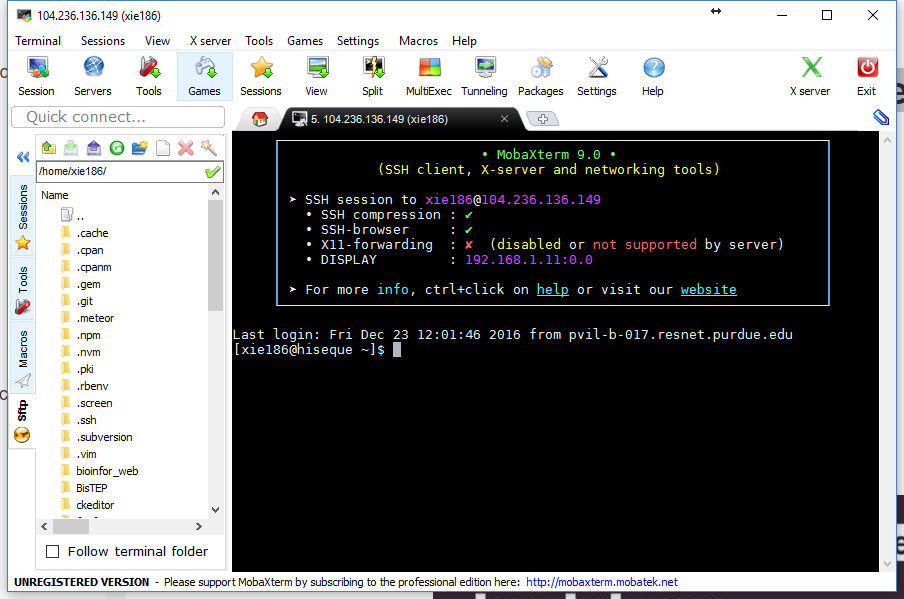 104.236.136.149 (xie186)
Terminal Sessions View X server Tools Games Settings Macros Help
Session Servers Tools Games Sessions View Split MultiExec Tunneling Packages Settings Help X server Exit
Quick connect...
5. 104.236.136.149 (xie186)
/home/xie186/
Name
..
.cache
.cpan
.cpanm
.gem
.git
.meteor
.npm
.nvm
.pki
.rbenv
.screen
.ssh
.subversion
.vim
bioinfor_web
BisTEP
ckeditor
Sessions
Tools
Macros
Sftp
Follow terminal folder
• MobaXterm 9.0 •
(SSH client, X-server and networking tools)
➤ SSH session to xie186@104.236.136.149
• SSH compression : ✔
• SSH-browser : ✔
• X11-forwarding : ✘ (disabled or not supported by server)
• DISPLAY : 192.168.1.11:0.0
➤ For more info, ctrl+click on help or visit our website
Last login: Fri Dec 23 12:01:46 2016 from pvil-b-017.resnet.purdue.edu
[xie186@hiseque ~]$
UNREGISTERED VERSION - Please support MobaXterm by subscribing to the professional edition here: http://mobaxterm.mobatek.net